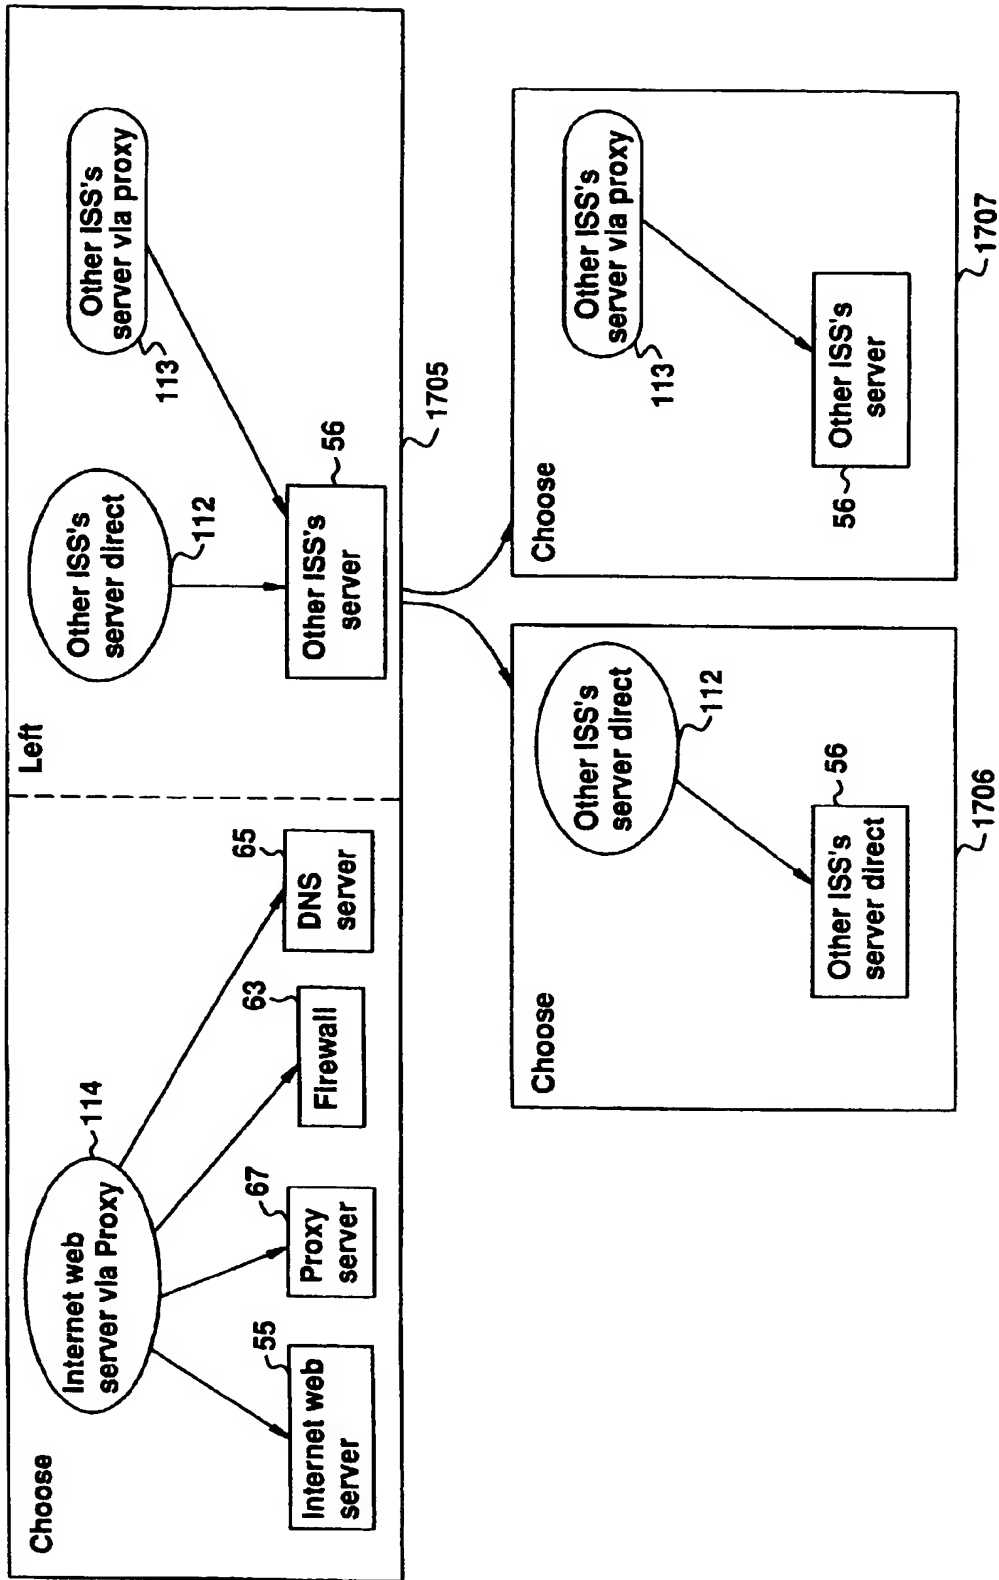 Choose
Internet web
server via Proxy
114
Internet web
server
55
Proxy
server
67
Firewall
63
DNS
server
65
Left
Other ISS's
server direct
112
Other ISS's
server via proxy
113
Other ISS's
server
56
1705
Choose
Other ISS's
server direct
112
Other ISS's
server direct
56
1706
Choose
Other ISS's
server via proxy
113
Other ISS's
server
56
1707